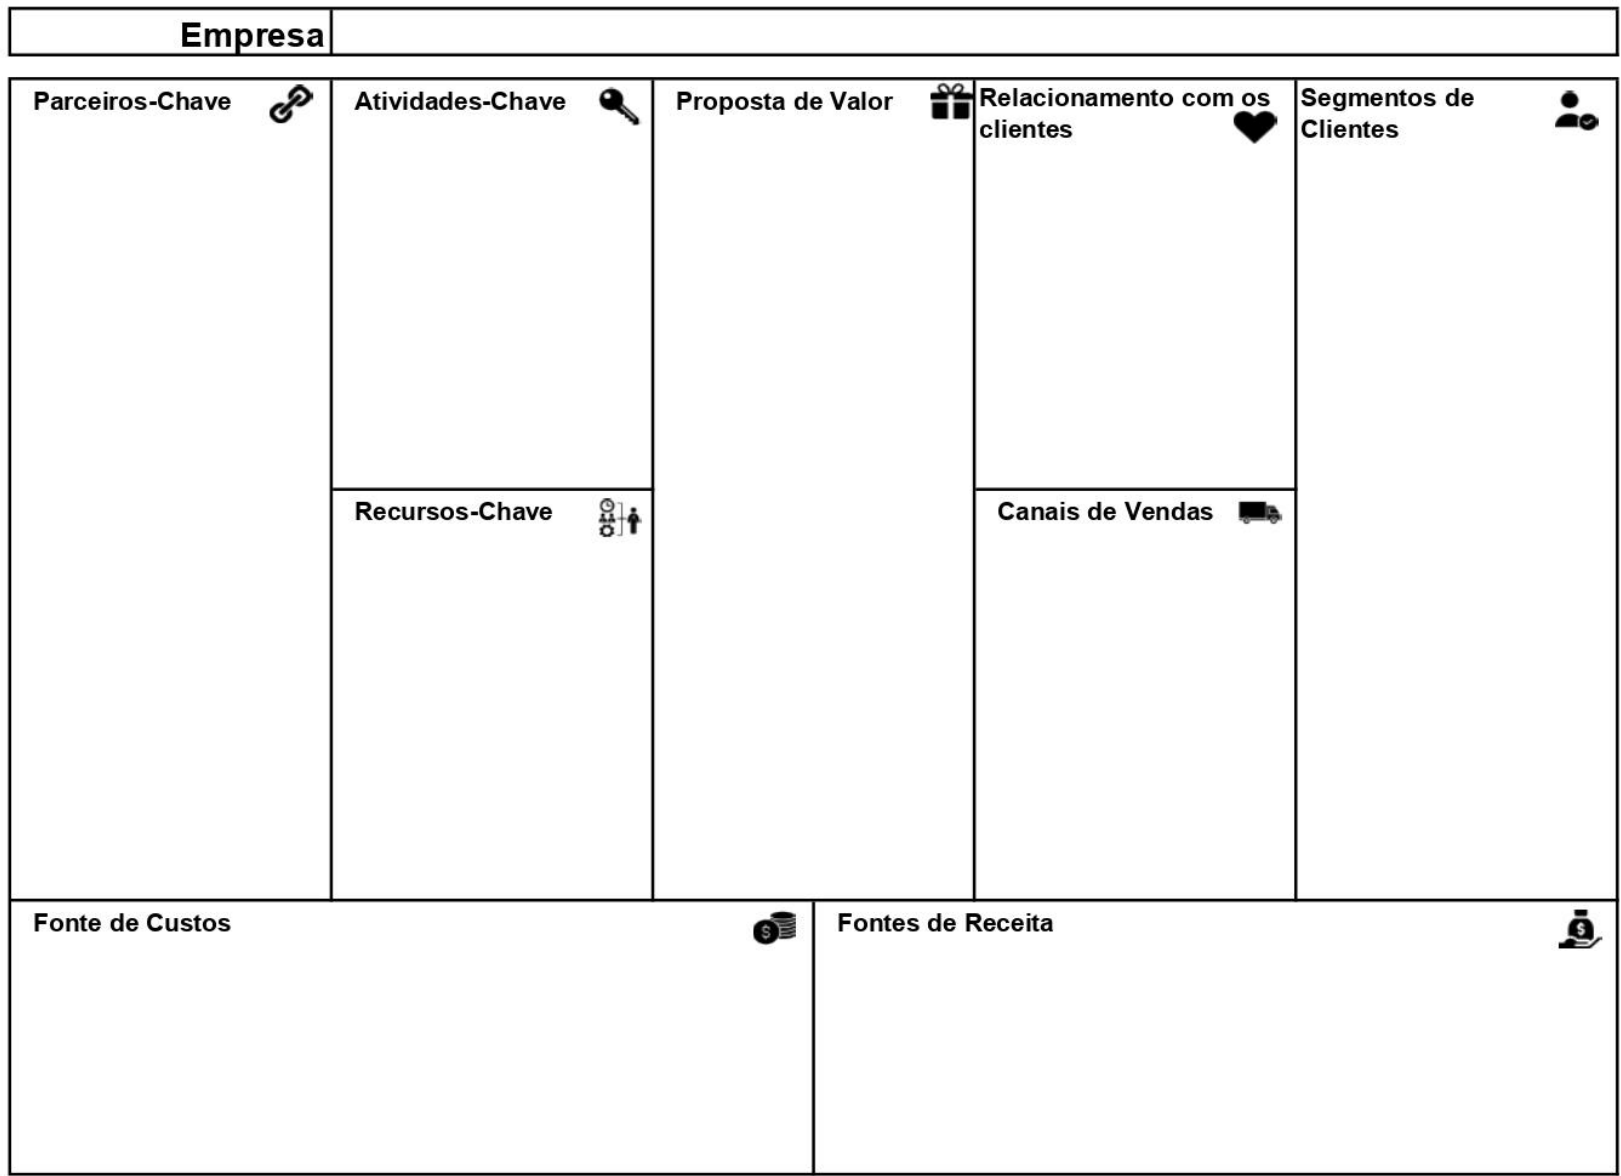 Empresa
Parceiros-Chave
Atividades-Chave
Proposta de Valor
Relacionamento com os
clientes
Segmentos de
Clientes
Recursos-Chave
Canais de Vendas
Fonte de Custos
$
Fontes de Receita
$